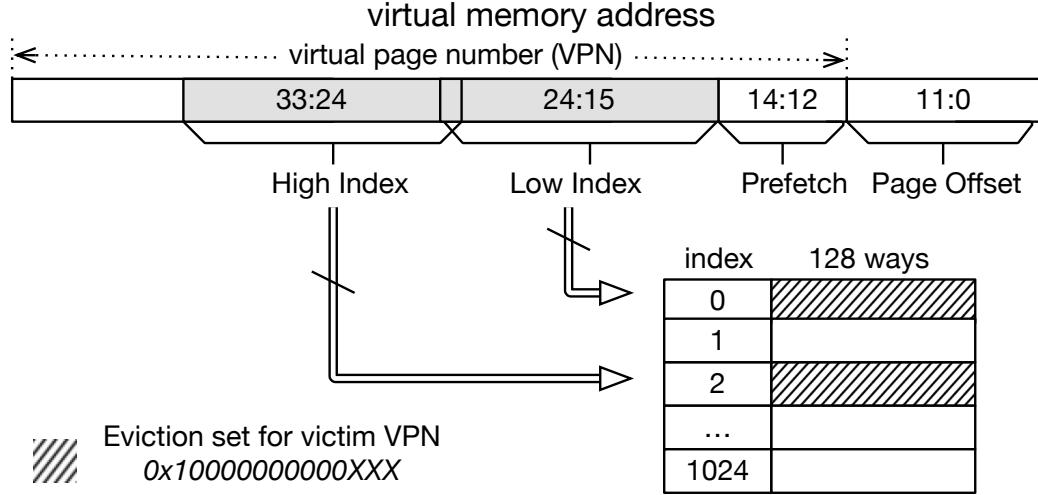 virtual memory address
virtual page number (VPN)
33:24 24:15 14:12 11:0
High Index Low Index Prefetch Page Offset
index 128 ways
0
1
2
...
1024
Eviction set for victim VPN
0x10000000000XXX